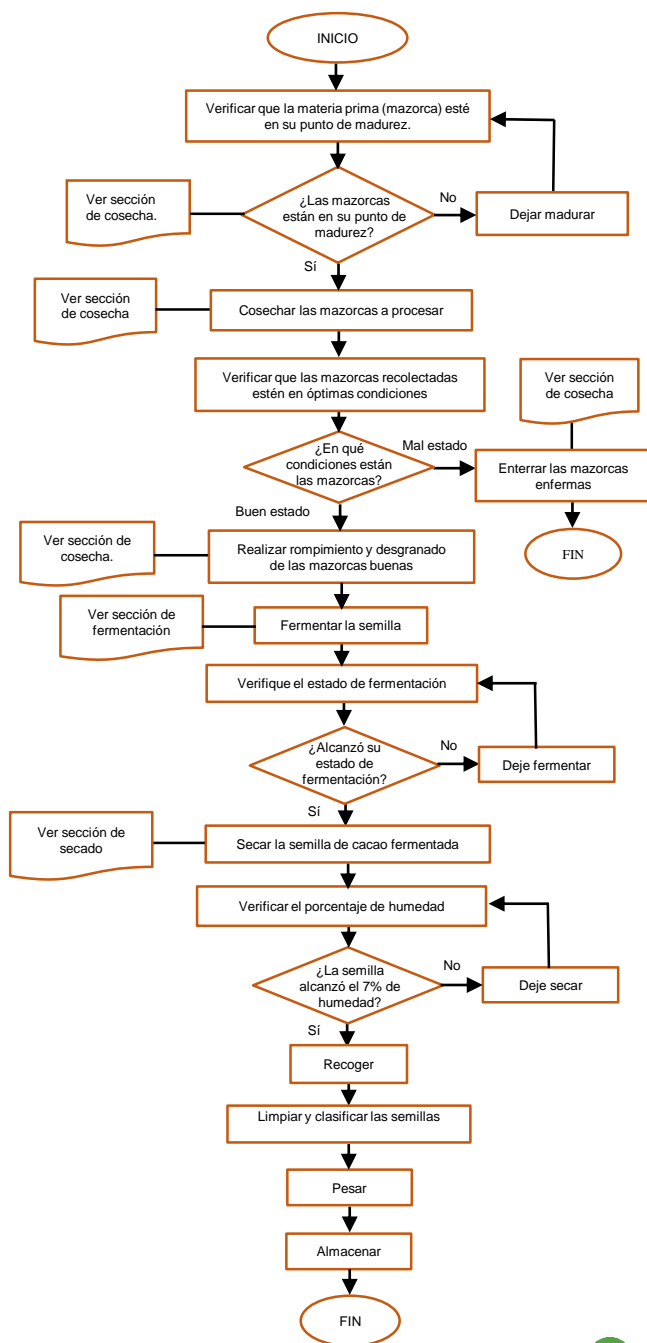 INICIO
Verificar que la materia prima (mazorca) esté
en su punto de madurez.
Ver sección
de cosecha.
¿Las mazorcas
están en su punto de
madurez?
No
Dejar madurar
Sí
Ver sección
de cosecha
Cosechar las mazorcas a procesar
Verificar que las mazorcas recolectadas
estén en óptimas condiciones
Ver sección
de cosecha
¿En qué
condiciones están
las mazorcas?
Mal estado
Enterrar las mazorcas
enfermas
FIN
Buen estado
Ver sección de
cosecha.
Realizar rompimiento y desgranado
de las mazorcas buenas
Ver sección de
fermentación
Fermentar la semilla
Verifique el estado de fermentación
¿Alcanzó su
estado de
fermentación?
No
Deje fermentar
Sí
Ver sección de
secado
Secar la semilla de cacao fermentada
Verificar el porcentaje de humedad
¿La semilla
alcanzó el 7% de
humedad?
No
Deje secar
Sí
Recoger
Limpiar y clasificar las semillas
Pesar
Almacenar
FIN